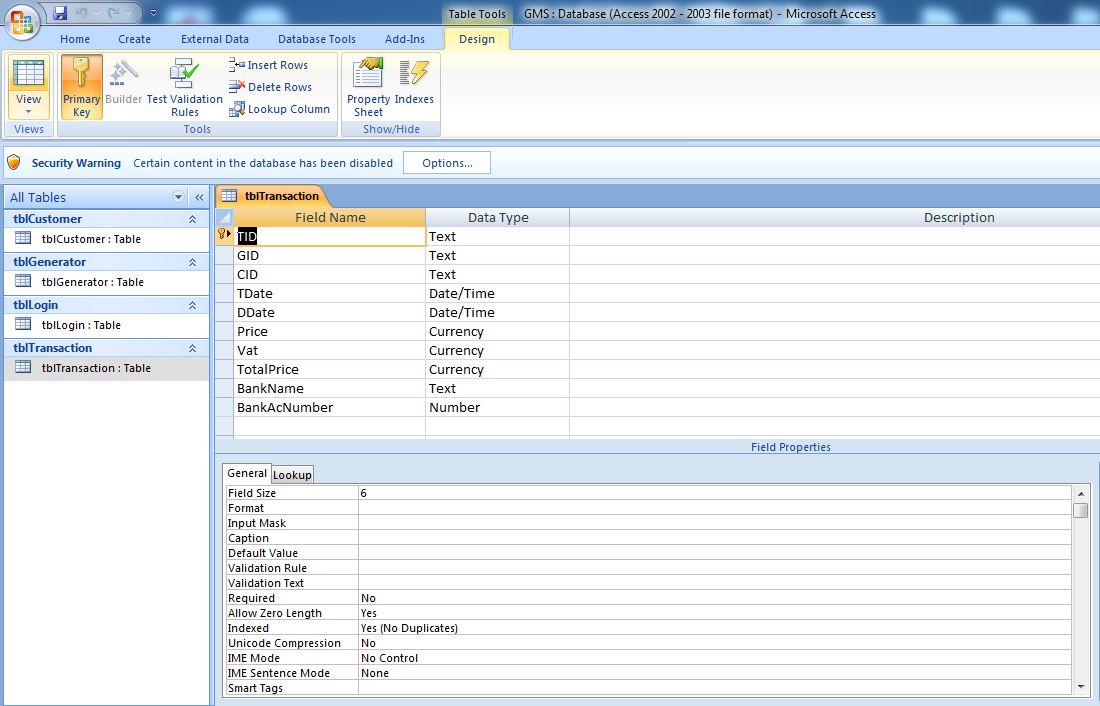 Table Tools GMS : Database (Access 2002 - 2003 file format) - Microsoft Access
Home Create External Data Database Tools Add-Ins Design
View
Primary Key
Builder
Test Validation Rules
Insert Rows
Delete Rows
Lookup Column
Property Sheet
Indexes
Views Tools Show/Hide
Security Warning Certain content in the database has been disabled Options...
All Tables
tblCustomer
tblCustomer : Table
tblGenerator
tblGenerator : Table
tblLogin
tblLogin : Table
tblTransaction
tblTransaction : Table
tblTransaction
Field Name Data Type Description
TID Text
GID Text
CID Text
TDate Date/Time
DDate Date/Time
Price Currency
Vat Currency
TotalPrice Currency
BankName Text
BankAcNumber Number
Field Properties
General Lookup
Field Size 6
Format
Input Mask
Caption
Default Value
Validation Rule
Validation Text
Required No
Allow Zero Length Yes
Indexed Yes (No Duplicates)
Unicode Compression No
IME Mode No Control
IME Sentence Mode None
Smart Tags